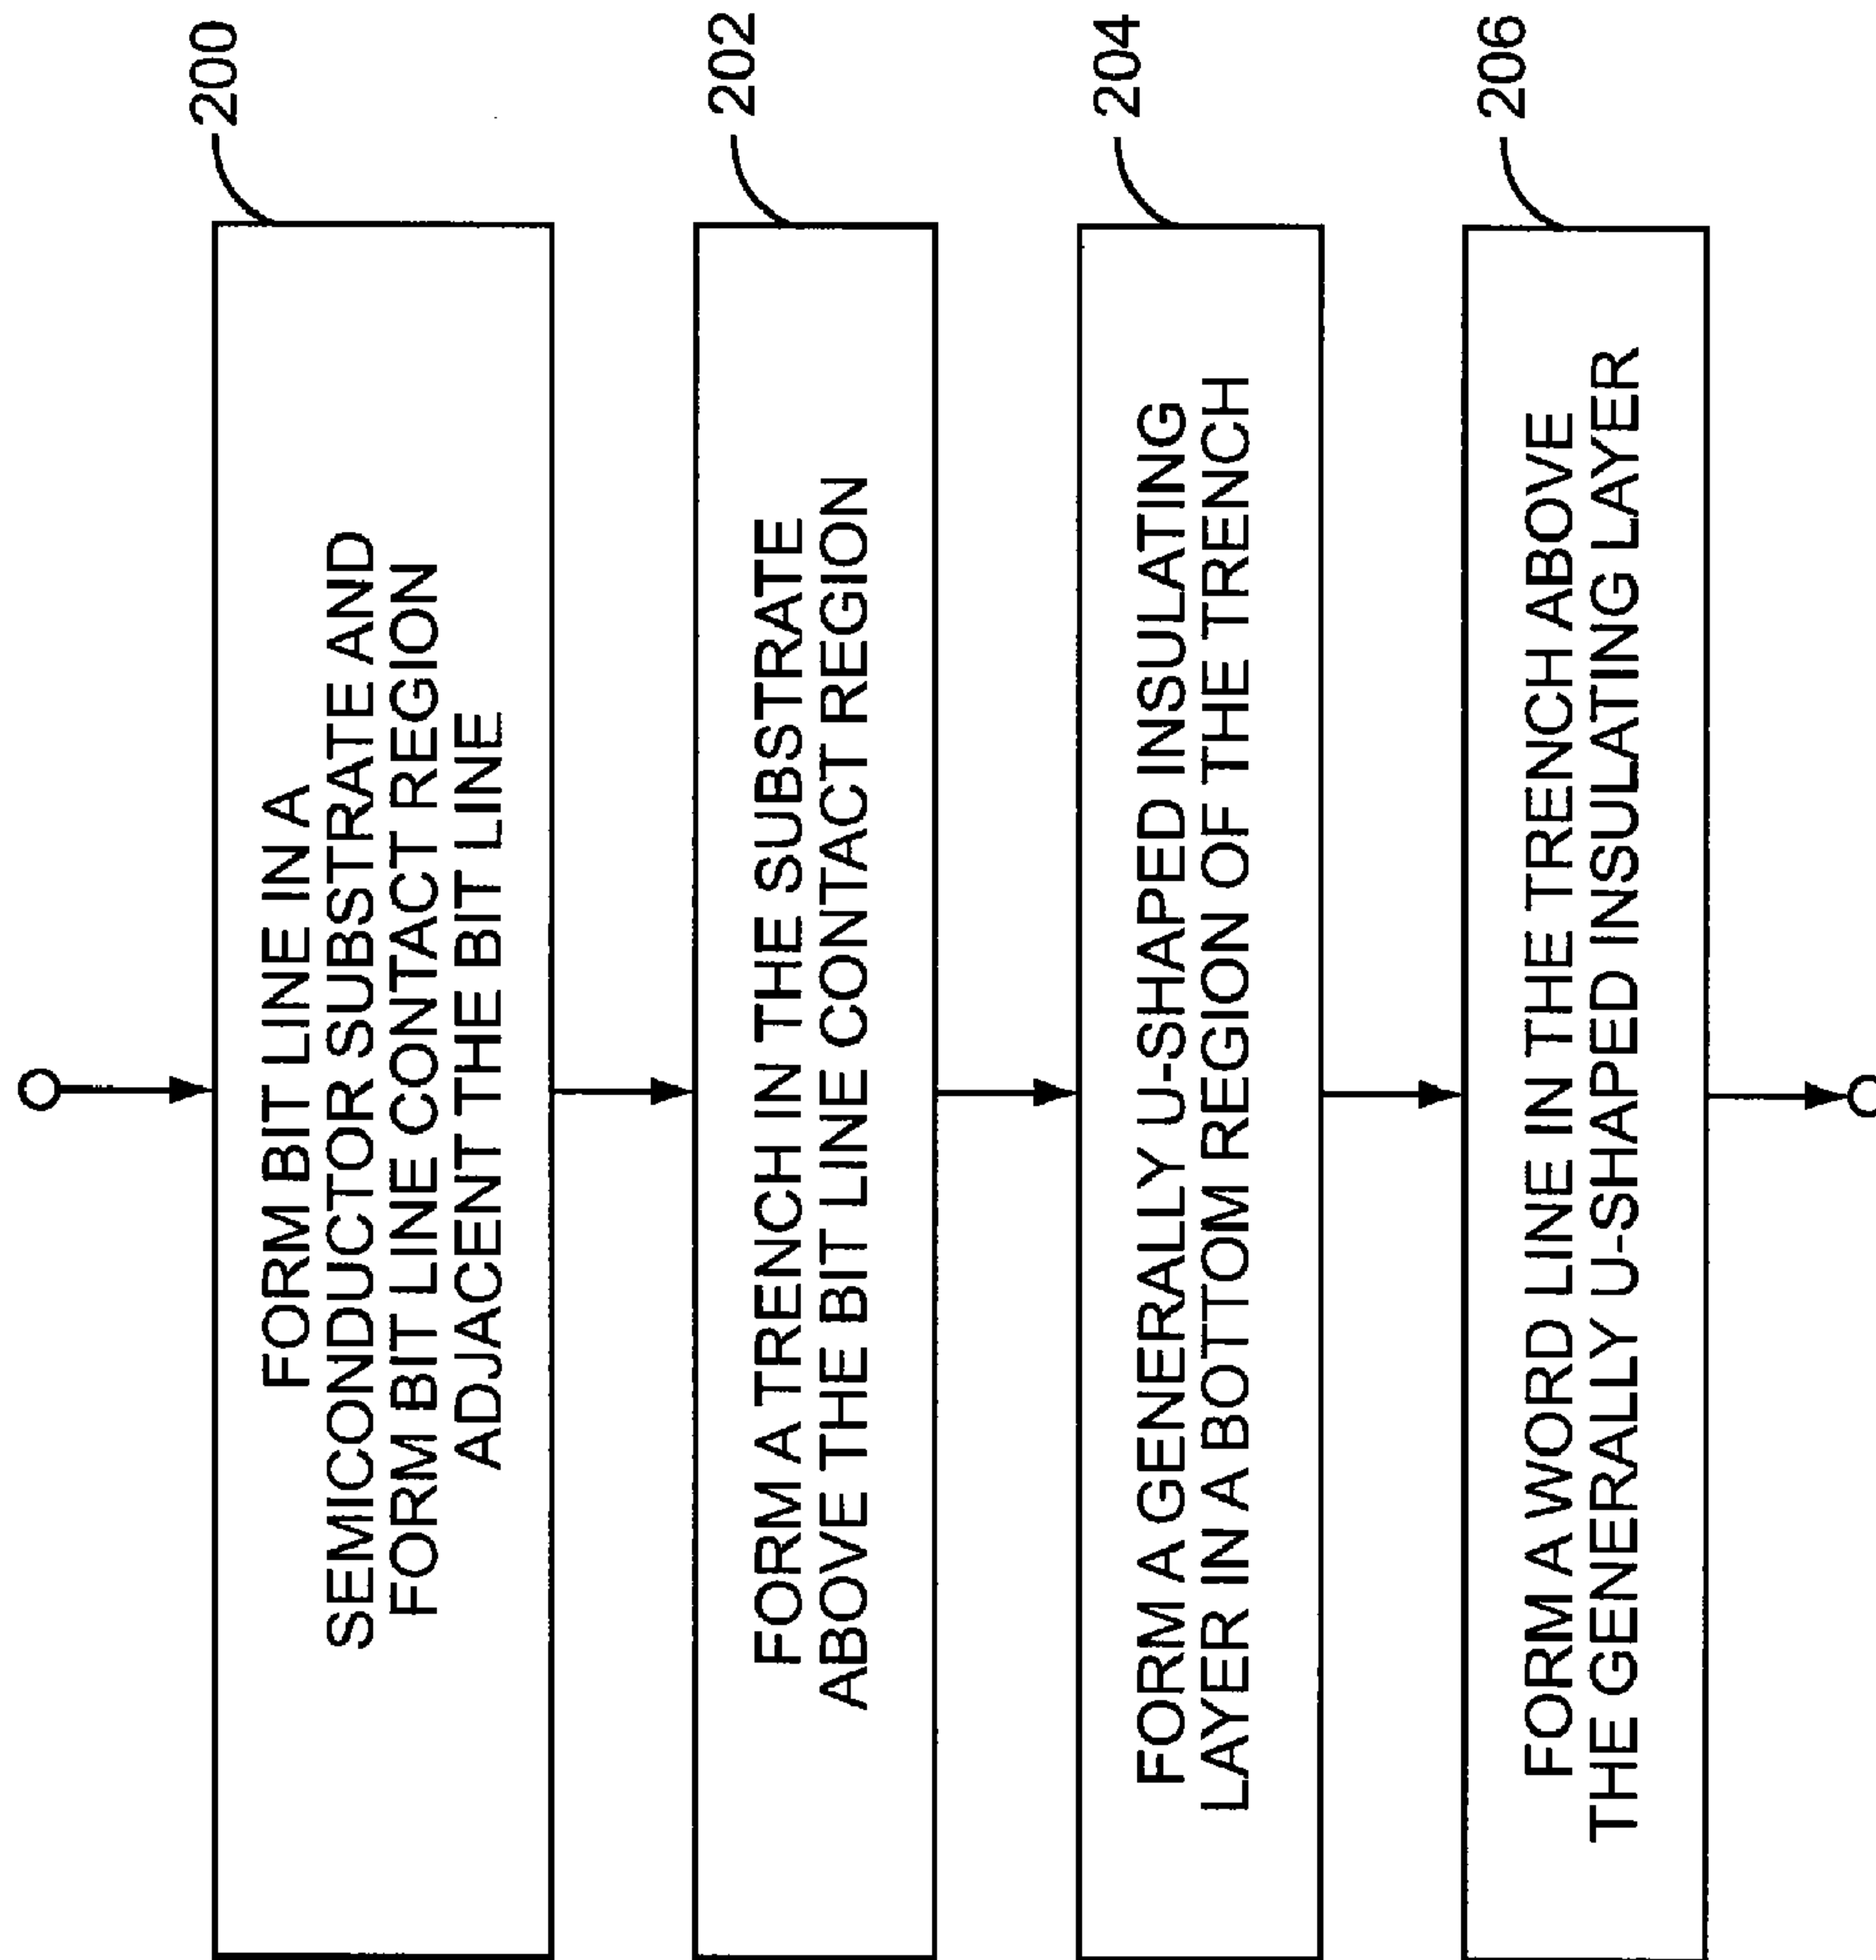 200
FORM BIT LINE IN A
SEMICONDUCTOR SUBSTRATE AND
FORM BIT LINE CONTACT REGION
ADJACENT THE BIT LINE
202
FORM A TRENCH IN THE SUBSTRATE
ABOVE THE BIT LINE CONTACT REGION
204
FORM A GENERALLY U-SHAPED INSULATING
LAYER IN A BOTTOM REGION OF THE TRENCH
206
FORM A WORD LINE IN THE TRENCH ABOVE
THE GENERALLY U-SHAPED INSULATING LAYER